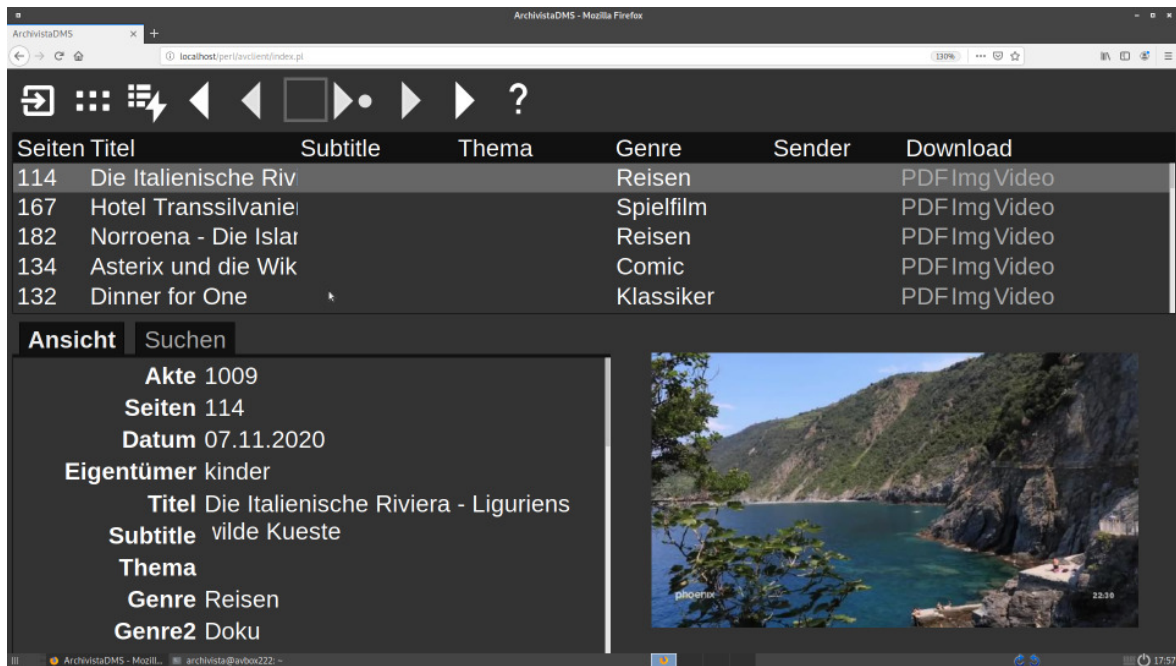 ArchivistaDMS - Mozilla Firefox
ArchivistaDMS × +
localhost/perl/avclient/index.pl 130%
?
Seiten Titel Subtitle Thema Genre Sender Download
114 Die Italienische Riv Reisen PDF Img Video
167 Hotel Transsilvanien Spielfilm PDF Img Video
182 Norroena - Die Islan Reisen PDF Img Video
134 Asterix und die Wik Comic PDF Img Video
132 Dinner for One Klassiker PDF Img Video
Ansicht Suchen
Akte 1009
Seiten 114
Datum 07.11.2020
Eigentümer kinder
Titel Die Italienische Riviera - Liguriens
Subtitle wilde Kueste
Thema
Genre Reisen
Genre2 Doku
phoenix 22:30
ArchivistaDMS - Mozill... archivista@avbox222: ~ 17:57